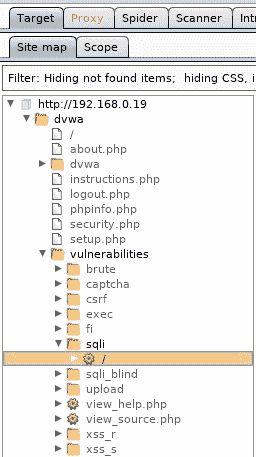 Target Proxy Spider Scanner Intr
Site map Scope
Filter: Hiding not found items;  hiding CSS, i
http://192.168.0.19
dvwa
/
about.php
dvwa
instructions.php
logout.php
phpinfo.php
security.php
setup.php
vulnerabilities
brute
captcha
csrf
exec
fi
sqli
/
sqli_blind
upload
view_help.php
view_source.php
xss_r
xss_s